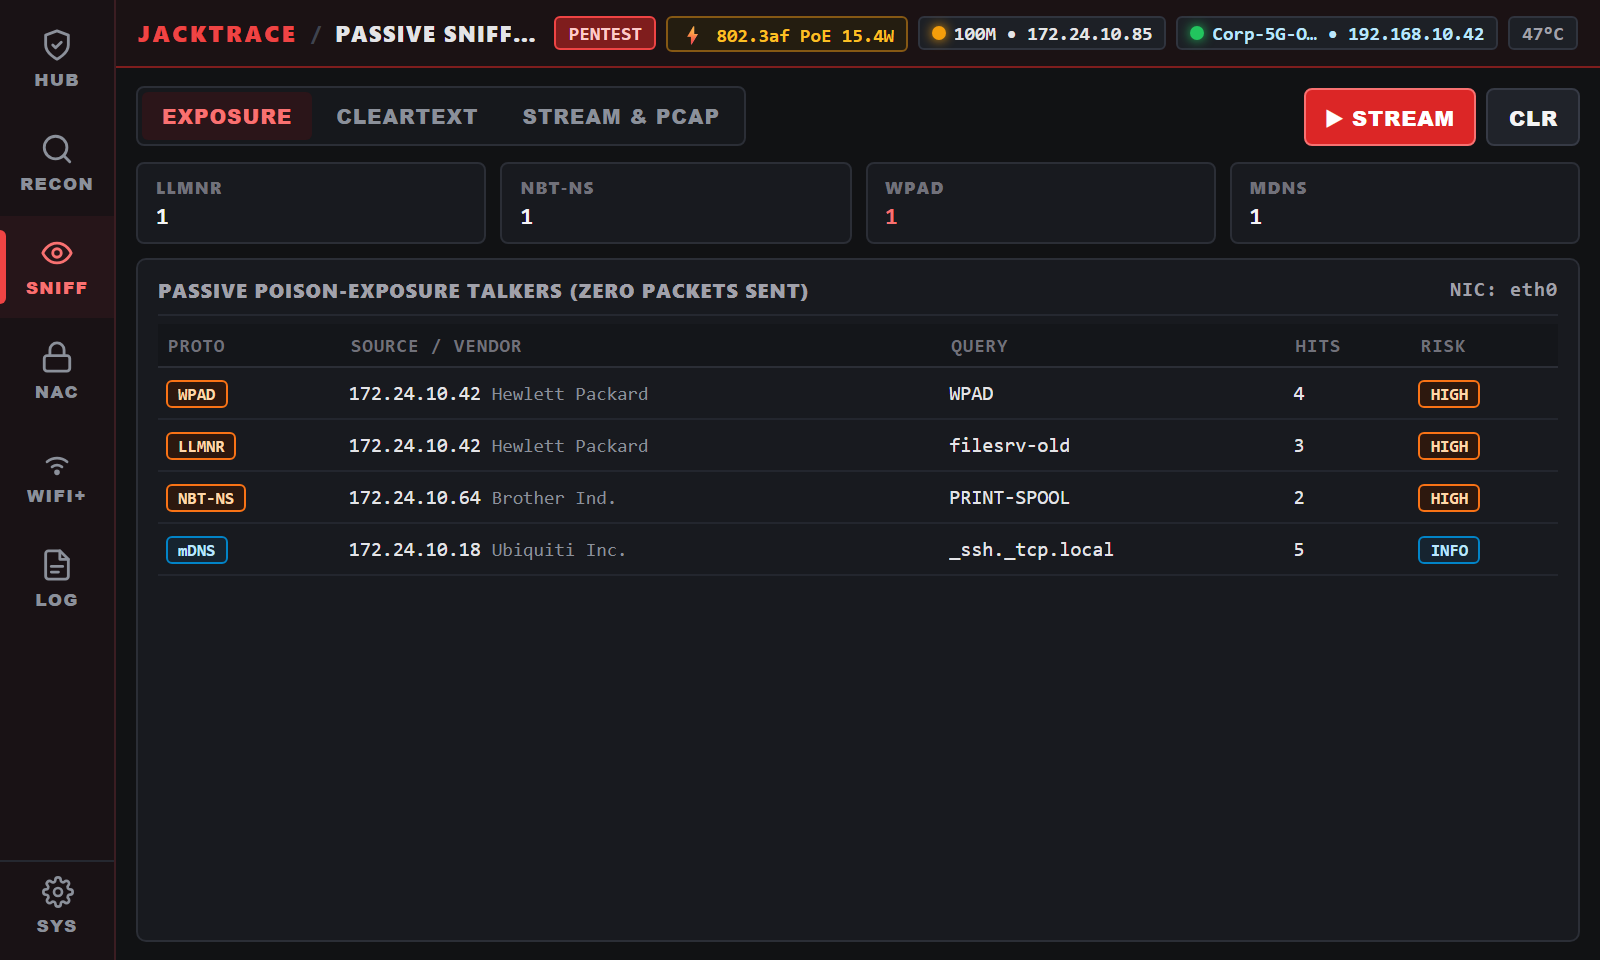 JACKTRACE / PASSIVE SNIFF...
PENTEST
802.3af PoE 15.4W
100M • 172.24.10.85
Corp-5G-O... • 192.168.10.42
47°C
HUB
RECON
SNIFF
NAC
WIFI+
LOG
SYS
EXPOSURE CLEARTEXT STREAM & PCAP
▶ STREAM
CLR
LLMNR
1
NBT-NS
1
WPAD
1
MDNS
1
PASSIVE POISON-EXPOSURE TALKERS (ZERO PACKETS SENT)
NIC: eth0
PROTO SOURCE / VENDOR QUERY HITS RISK
WPAD 172.24.10.42 Hewlett Packard WPAD 4 HIGH
LLMNR 172.24.10.42 Hewlett Packard filesrv-old 3 HIGH
NBT-NS 172.24.10.64 Brother Ind. PRINT-SPOOL 2 HIGH
mDNS 172.24.10.18 Ubiquiti Inc. _ssh._tcp.local 5 INFO